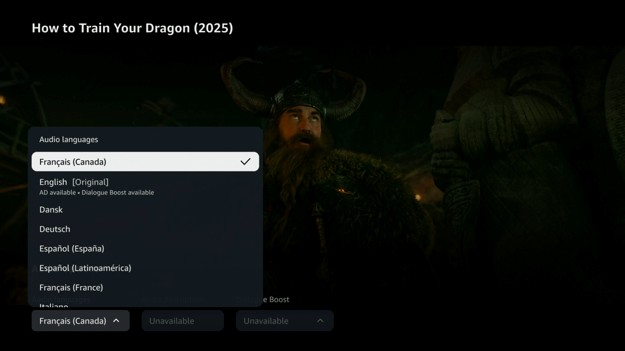 How to Train Your Dragon (2025)
Audio languages
Français (Canada)
English [Original]
AD available • Dialogue Boost available
Dansk
Deutsch
Español (España)
Español (Latinoamérica)
Français (France)
Italiano
Boost
Français (Canada)
Unavailable
Unavailable